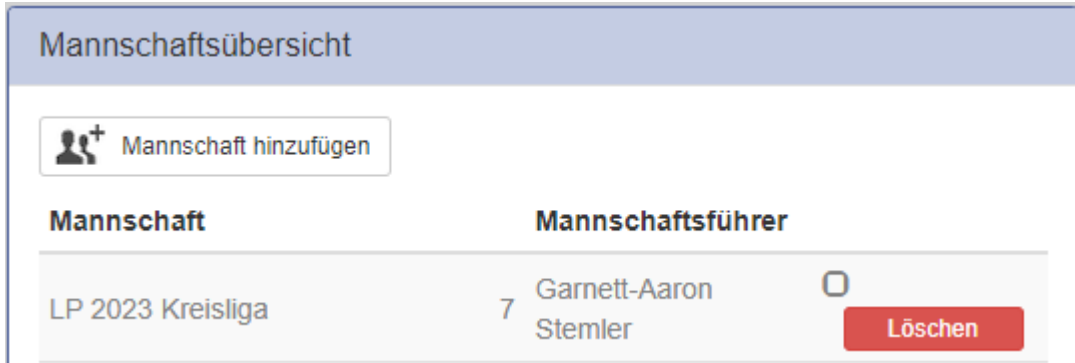 Mannschaftsübersicht
Mannschaft hinzufügen
Mannschaft Mannschaftsführer
LP 2023 Kreisliga 7 Garnett-Aaron
Stemler
Löschen